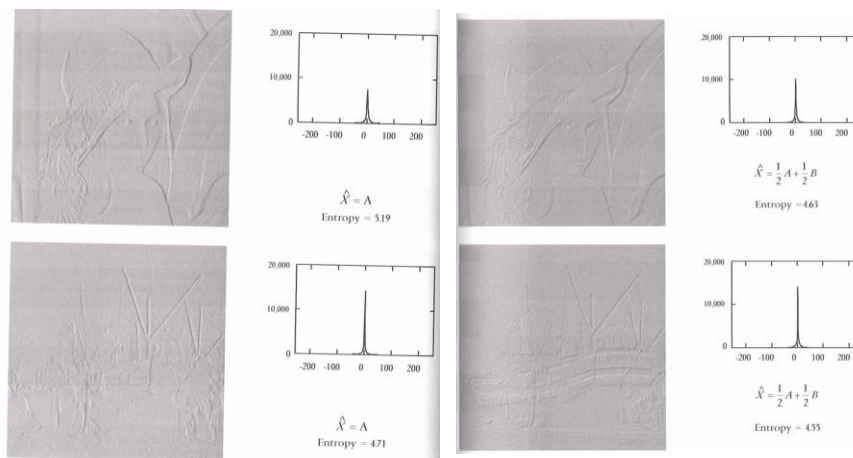 20,000
10,000
0
-200 -100 0 100 200
X̂ = A
Entropy = 5.19
20,000
10,000
0
-200 -100 0 100 200
X̂ = 1/2 A + 1/2 B
Entropy =4.63
20,000
10,000
0
-200 -100 0 100 200
X̂ = A
Entropy = 4.71
20,000
10,000
0
-200 -100 0 100 200
X̂ = 1/2 A + 1/2 B
Entropy =4.55